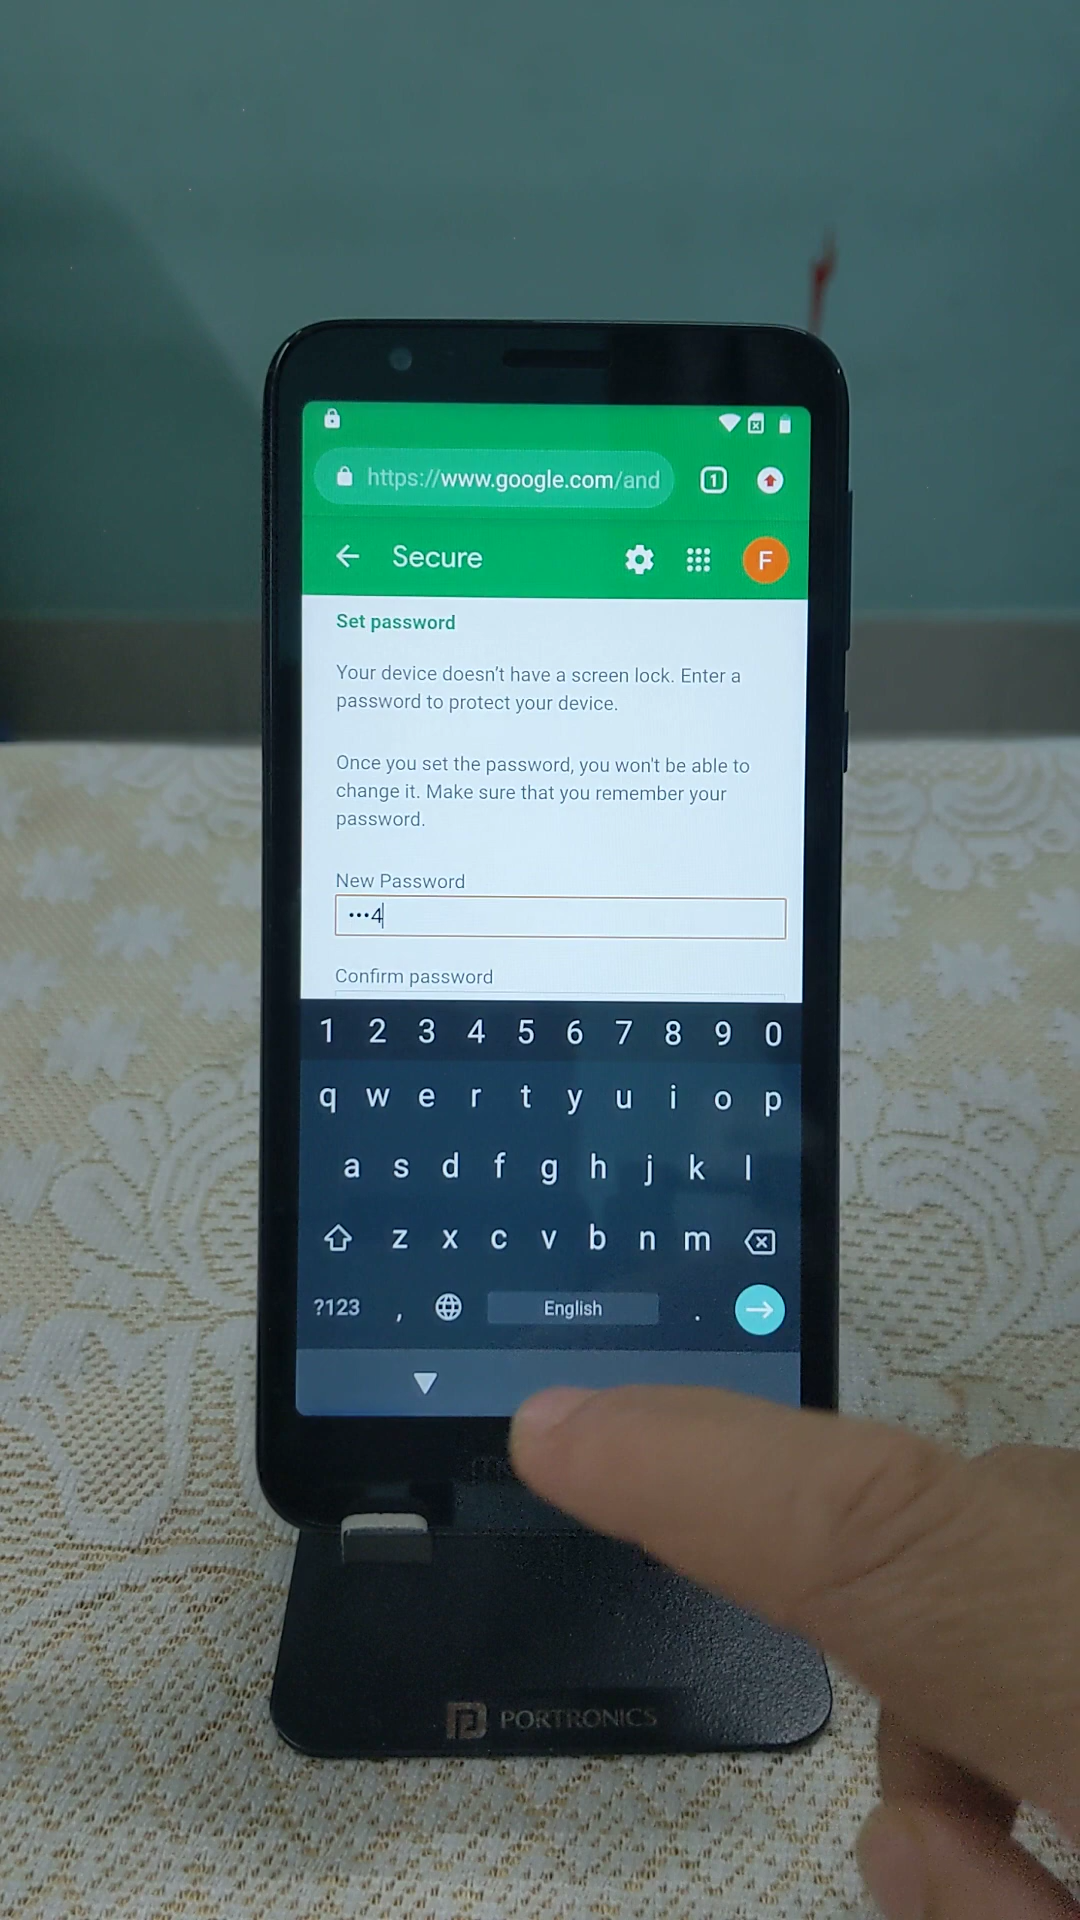 https://www.google.com/and
1
Secure
F
Set password
Your device doesn't have a screen lock. Enter a
password to protect your device.
Once you set the password, you won't be able to
change it. Make sure that you remember your
password.
New Password
•••4
Confirm password
1 2 3 4 5 6 7 8 9 0
q w e r t y u i o p
a s d f g h j k l
z x c v b n m
?123 , English .
PORTRONICS